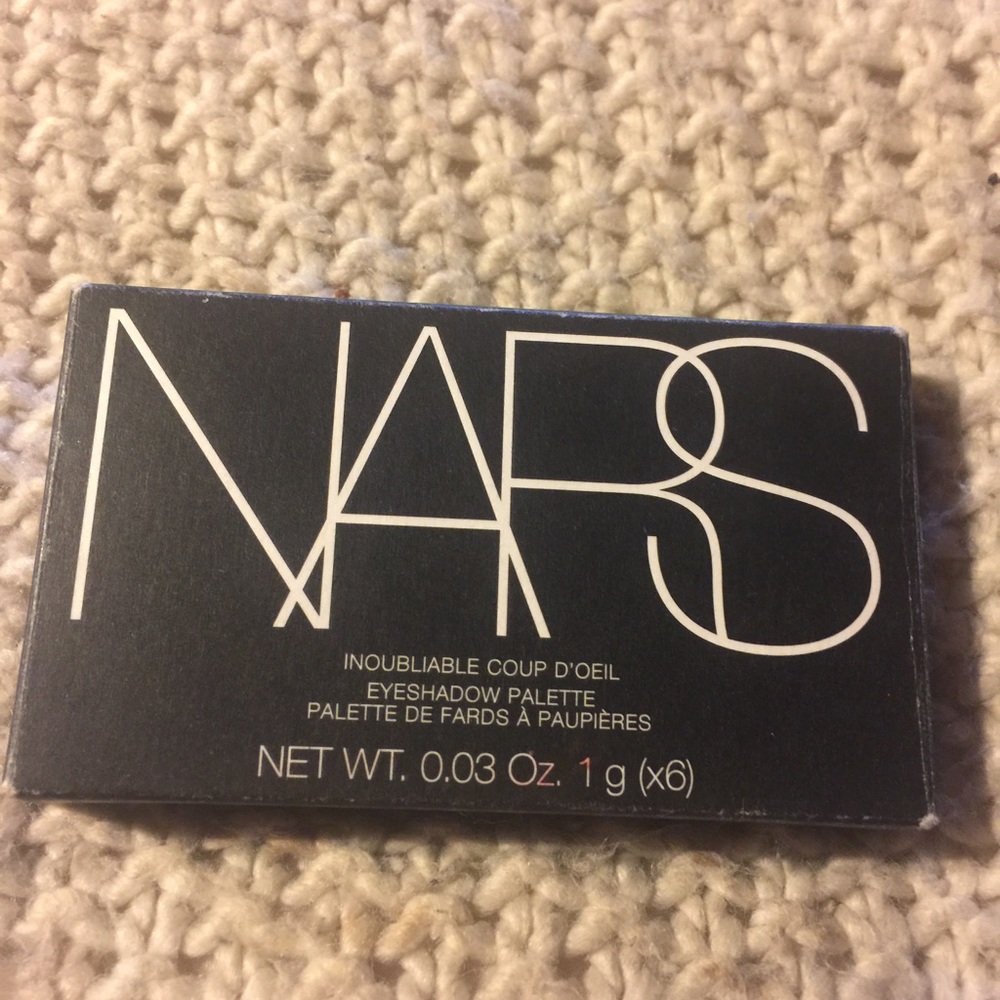 NARS
INOUBLIABLE COUP D'OEIL
EYESHADOW PALETTE
PALETTE DE FARDS À PAUPIÈRES
NET WT. 0.03 Oz. 1 g (x6)